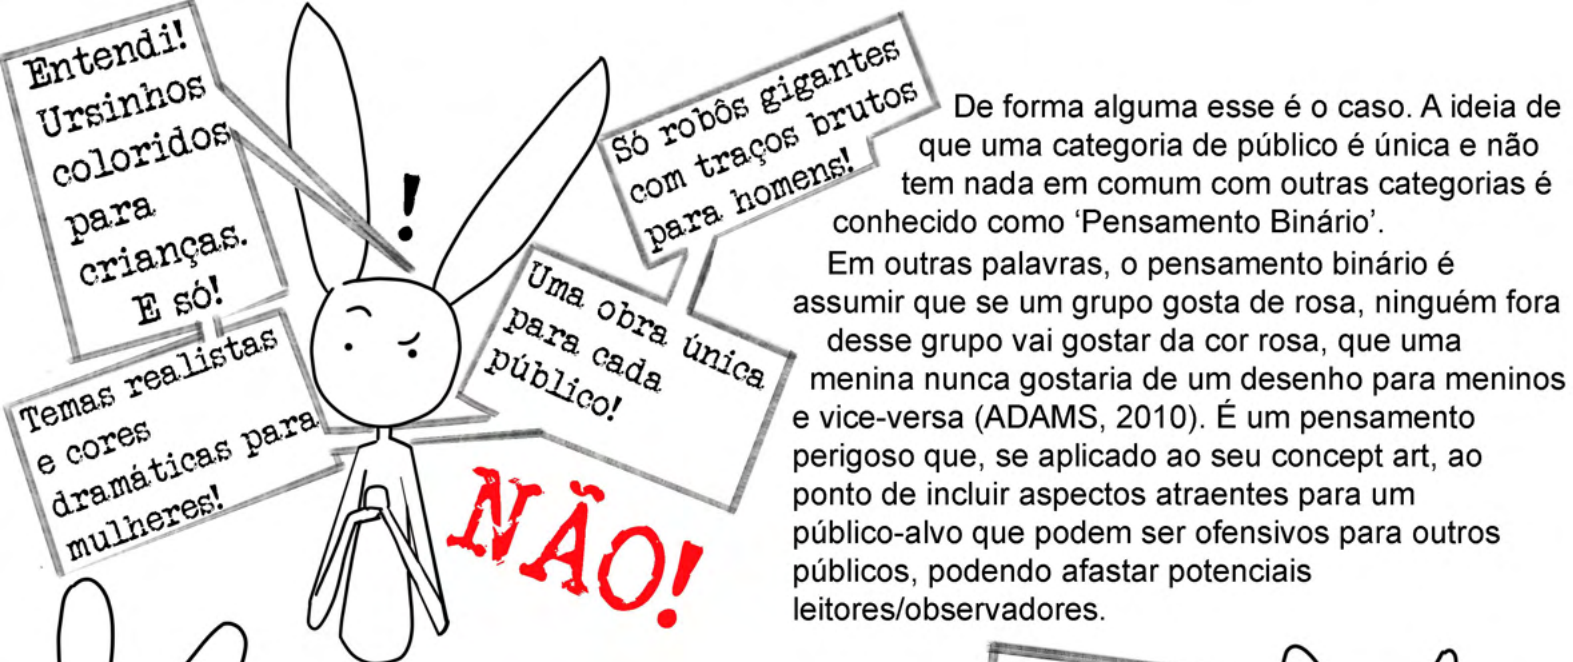 Entendi!
Ursinhos
coloridos
para
crianças.
E só!
Temas realistas
e cores
dramáticas para
mulheres!
!
Só robôs gigantes
com traços brutos
para homens!
Uma obra única
para cada
público!
NÃO!
De forma alguma esse é o caso. A ideia de
que uma categoria de público é única e não
tem nada em comum com outras categorias é
conhecido como ‘Pensamento Binário’.
Em outras palavras, o pensamento binário é
assumir que se um grupo gosta de rosa, ninguém fora
desse grupo vai gostar da cor rosa, que uma
menina nunca gostaria de um desenho para meninos
e vice-versa (ADAMS, 2010). É um pensamento
perigoso que, se aplicado ao seu concept art, ao
ponto de incluir aspectos atraentes para um
público-alvo que podem ser ofensivos para outros
públicos, podendo afastar potenciais
leitores/observadores.